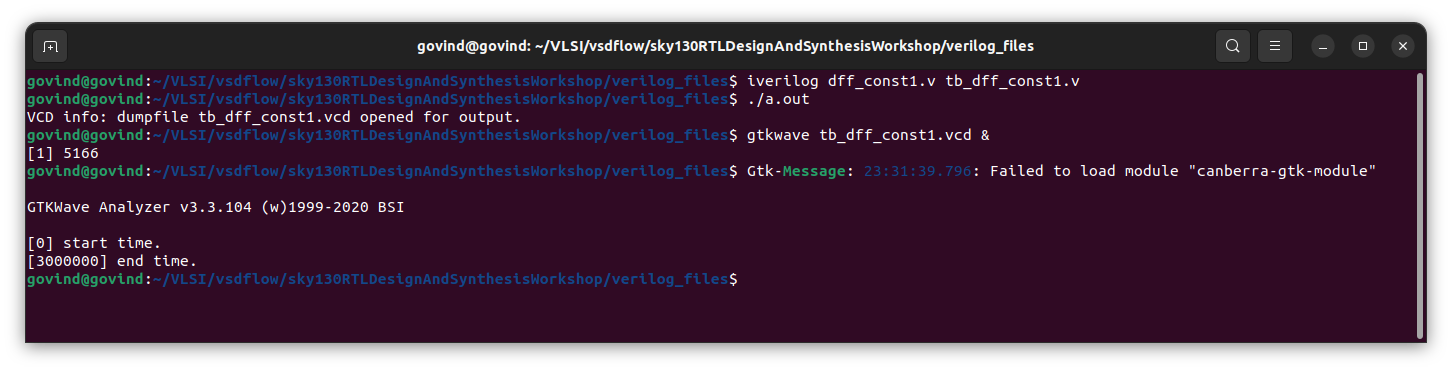 govind@govind: ~/VLSI/vsdflow/sky130RTLDesignAndSynthesisWorkshop/verilog_files
govind@govind:~/VLSI/vsdflow/sky130RTLDesignAndSynthesisWorkshop/verilog_files$ iverilog dff_const1.v tb_dff_const1.v
govind@govind:~/VLSI/vsdflow/sky130RTLDesignAndSynthesisWorkshop/verilog_files$ ./a.out
VCD info: dumpfile tb_dff_const1.vcd opened for output.
govind@govind:~/VLSI/vsdflow/sky130RTLDesignAndSynthesisWorkshop/verilog_files$ gtkwave tb_dff_const1.vcd &
[1] 5166
govind@govind:~/VLSI/vsdflow/sky130RTLDesignAndSynthesisWorkshop/verilog_files$ Gtk-Message: 23:31:39.796: Failed to load module "canberra-gtk-module"
GTKWave Analyzer v3.3.104 (w)1999-2020 BSI
[0] start time.
[3000000] end time.
govind@govind:~/VLSI/vsdflow/sky130RTLDesignAndSynthesisWorkshop/verilog_files$